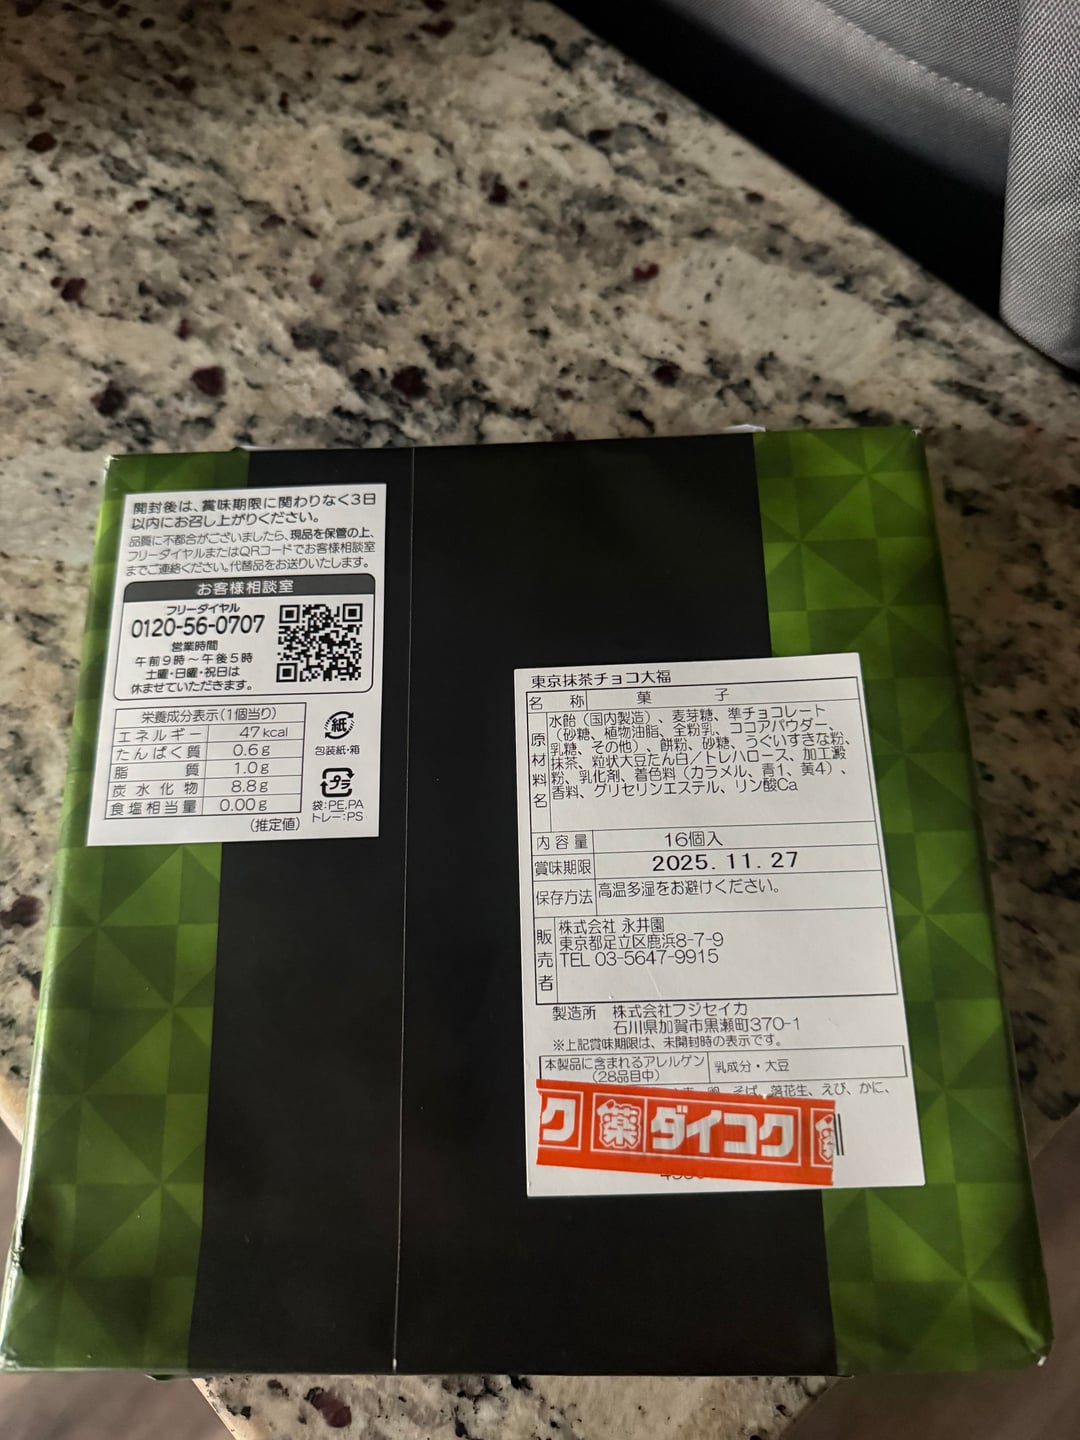 開封後は、賞味期限に関わりなく3日
以内にお召し上がりください。
品質に不都合がございましたら、現品を保管の上、
フリーダイヤルまたはQRコードでお客様相談室
までご連絡ください。代替品をお送りいたします。
お客様相談室
フリーダイヤル
0120-56-0707
営業時間
午前9時～午後5時
土曜・日曜・祝日は
休ませていただきます。
栄養成分表示(1個当り)
エネルギー 47kcal
たんぱく質 0.6g
脂質 1.0g
炭水化物 8.8g
食塩相当量 0.00g
(推定値)
紙
包装紙・箱
プラ
袋:PE,PA
トレー:PS
東京抹茶チョコ大福
名称 菓子
原材料名
水飴（国内製造）、麦芽糖、準チョコレート
（砂糖、植物油脂、全粉乳、ココアパウダー、
乳糖、その他）、餅粉、砂糖、うぐいすきな粉、
抹茶、粒状大豆たん白／トレハロース、加工澱
粉、乳化剤、着色料（カラメル、青1、黄4）、
香料、グリセリンエステル、リン酸Ca
内容量 16個入
賞味期限 2025.11.27
保存方法 高温多湿をお避けください。
販売者
株式会社 永井園
東京都足立区鹿浜8-7-9
TEL 03-5647-9915
製造所 株式会社フジセイカ
石川県加賀市黒瀬町370-1
※上記賞味期限は、未開封時の表示です。
本製品に含まれるアレルゲン
(28品目中)
乳成分・大豆
卵、そば、落花生、えび、かに、
ク 薬 ダイコク 薬